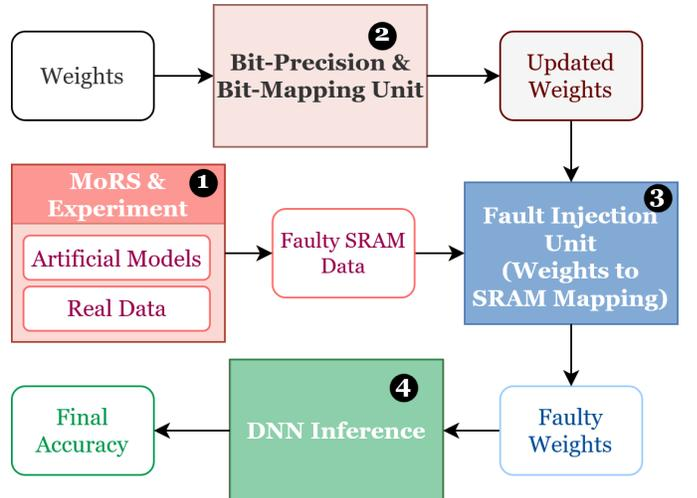 Weights
2
Bit-Precision &
Bit-Mapping Unit
Updated
Weights
MoRS &
Experiment
1
Artificial Models
Real Data
Faulty SRAM
Data
3
Fault Injection
Unit
(Weights to
SRAM Mapping)
Final
Accuracy
4
DNN Inference
Faulty
Weights